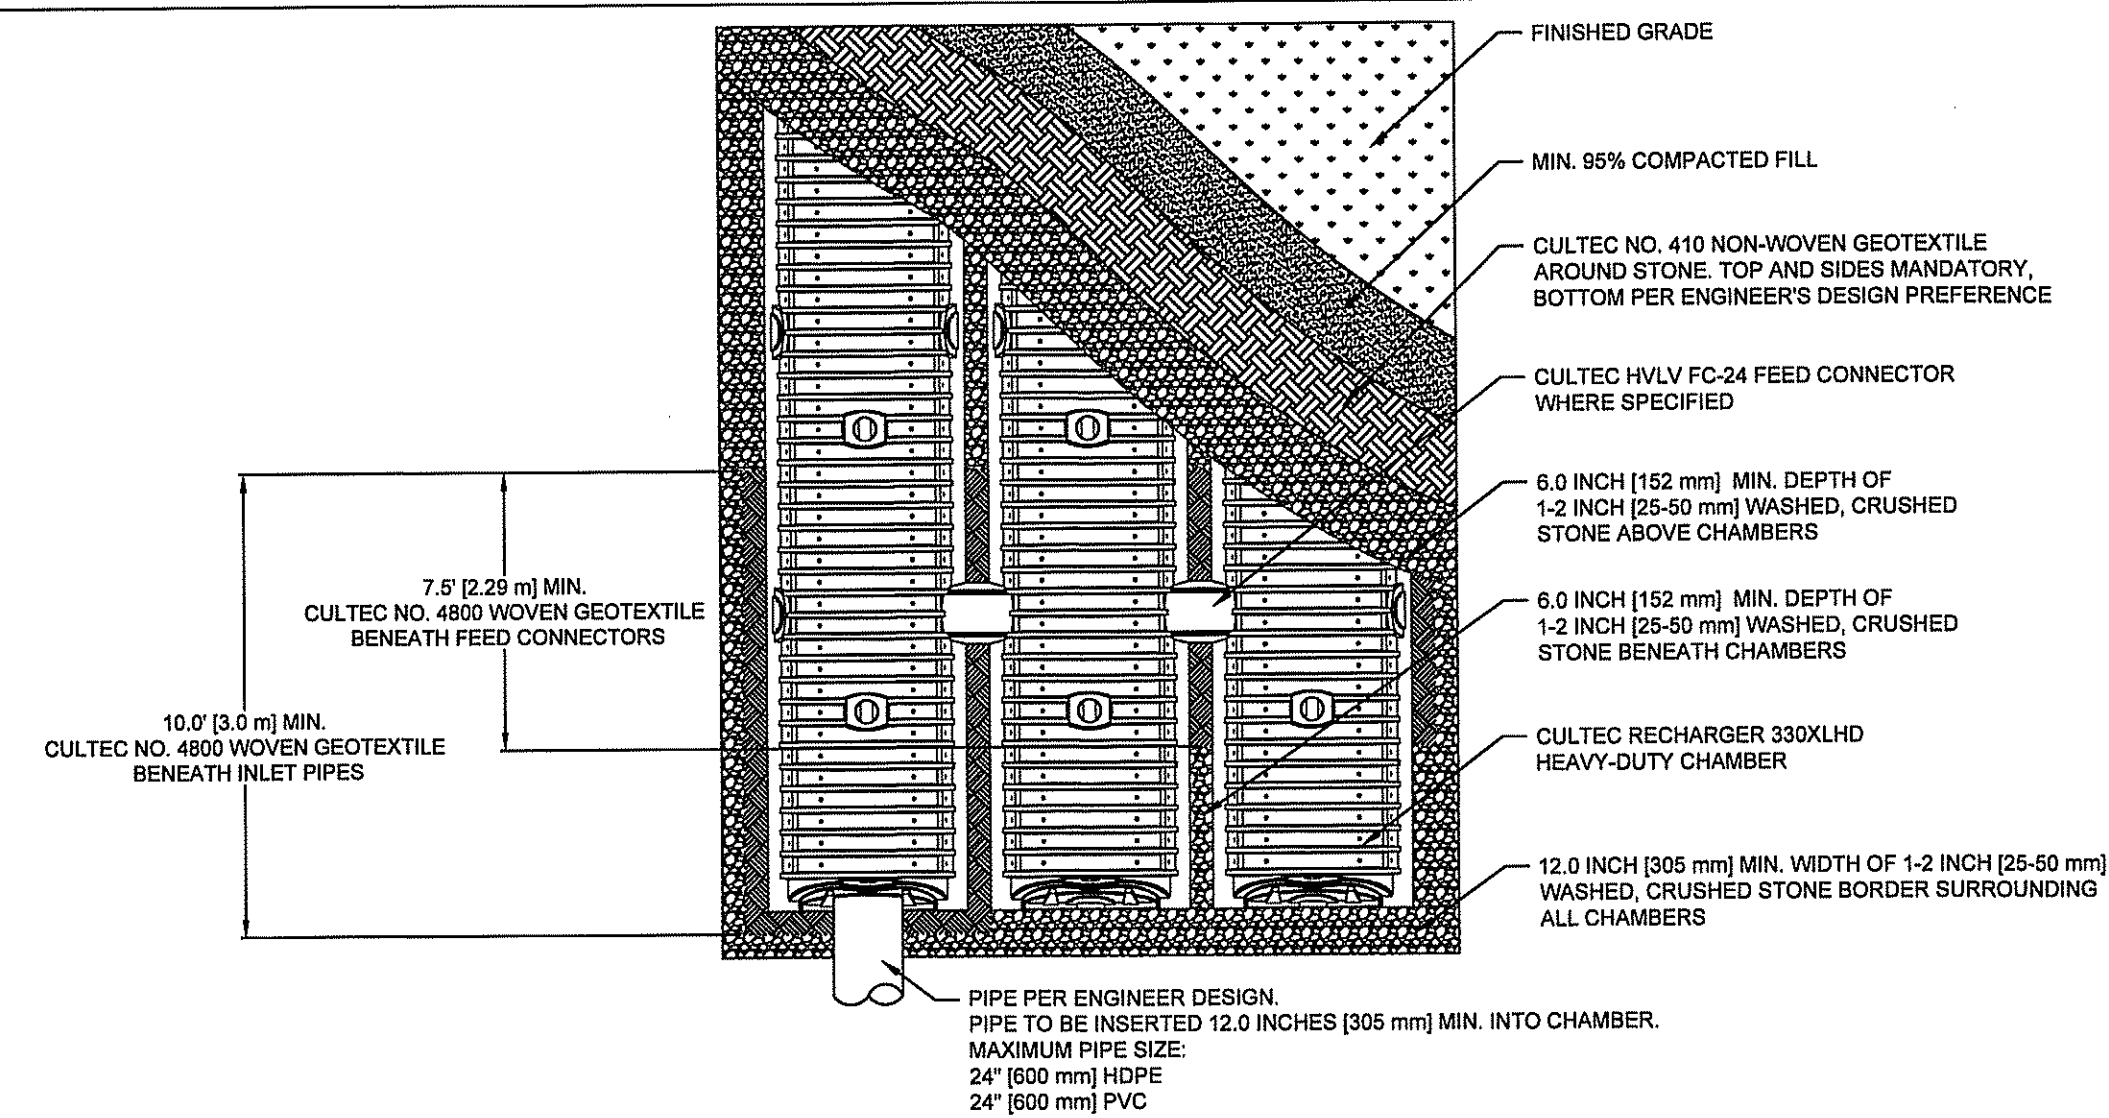 FINISHED GRADE
MIN. 95% COMPACTED FILL
CULTEC NO. 410 NON-WOVEN GEOTEXTILE
AROUND STONE. TOP AND SIDES MANDATORY,
BOTTOM PER ENGINEER'S DESIGN PREFERENCE
CULTEC HVLV FC-24 FEED CONNECTOR
WHERE SPECIFIED
6.0 INCH [152 mm] MIN. DEPTH OF
1-2 INCH [25-50 mm] WASHED, CRUSHED
STONE ABOVE CHAMBERS
7.5' [2.29 m] MIN.
CULTEC NO. 4800 WOVEN GEOTEXTILE
BENEATH FEED CONNECTORS
6.0 INCH [152 mm] MIN. DEPTH OF
1-2 INCH [25-50 mm] WASHED, CRUSHED
STONE BENEATH CHAMBERS
10.0' [3.0 m] MIN.
CULTEC NO. 4800 WOVEN GEOTEXTILE
BENEATH INLET PIPES
CULTEC RECHARGER 330XLHD
HEAVY-DUTY CHAMBER
12.0 INCH [305 mm] MIN. WIDTH OF 1-2 INCH [25-50 mm]
WASHED, CRUSHED STONE BORDER SURROUNDING
ALL CHAMBERS
PIPE PER ENGINEER DESIGN.
PIPE TO BE INSERTED 12.0 INCHES [305 mm] MIN. INTO CHAMBER.
MAXIMUM PIPE SIZE:
24" [600 mm] HDPE
24" [600 mm] PVC